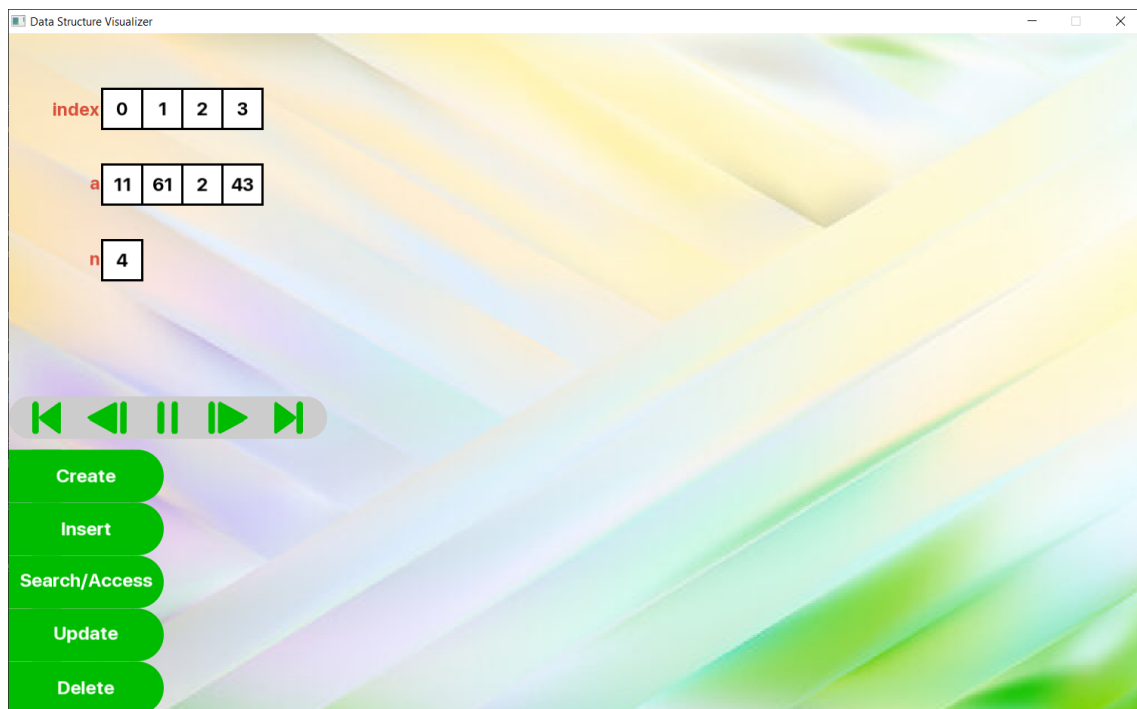 Data Structure Visualizer
index 0 1 2 3
a 11 61 2 43
n 4
Create
Insert
Search/Access
Update
Delete